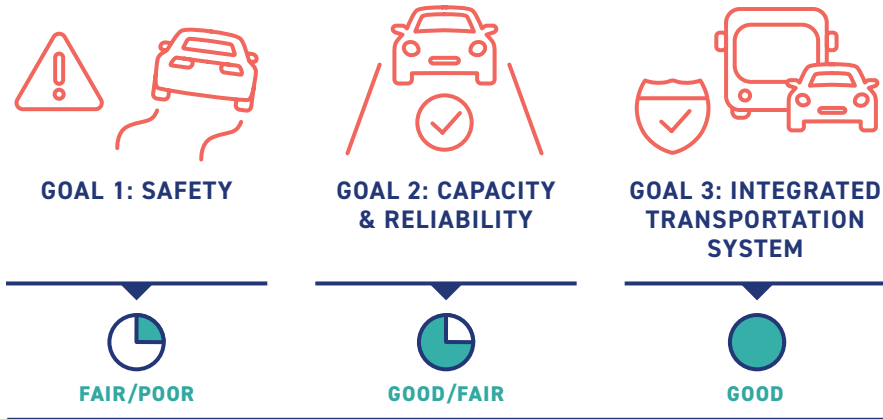 GOAL 1: SAFETY
GOAL 2: CAPACITY
& RELIABILITY
GOAL 3: INTEGRATED
TRANSPORTATION
SYSTEM
FAIR/POOR
GOOD/FAIR
GOOD